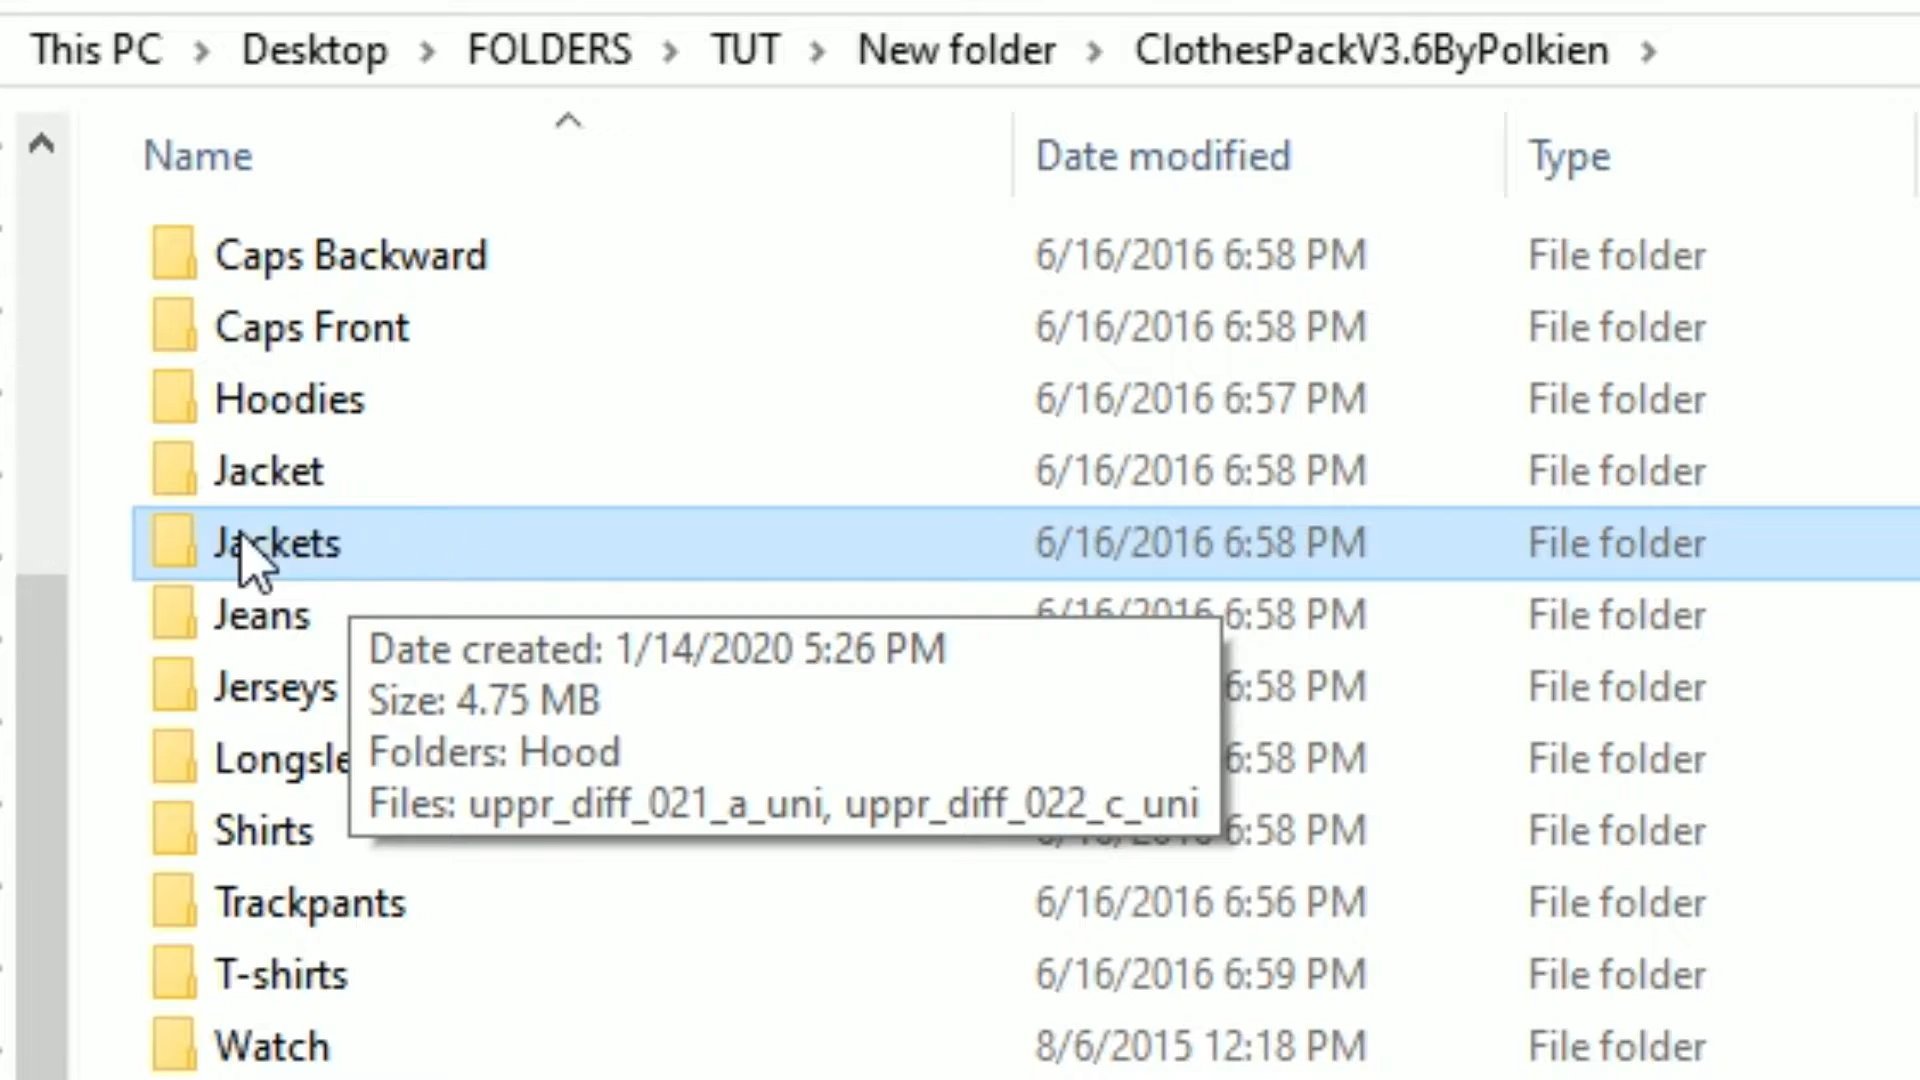 This PC > Desktop > FOLDERS > TUT > New folder > ClothesPackV3.6ByPolkien >
Name Date modified Type
Caps Backward 6/16/2016 6:58 PM File folder
Caps Front 6/16/2016 6:58 PM File folder
Hoodies 6/16/2016 6:57 PM File folder
Jacket 6/16/2016 6:58 PM File folder
Jackets 6/16/2016 6:58 PM File folder
Jeans 6/16/2016 6:58 PM File folder
Date created: 1/14/2020 5:26 PM
Size: 4.75 MB
Folders: Hood
Files: uppr_diff_021_a_uni, uppr_diff_022_c_uni
Jerseys 6:58 PM File folder
Longsle 6:58 PM File folder
Shirts 6:58 PM File folder
Trackpants 6/16/2016 6:56 PM File folder
T-shirts 6/16/2016 6:59 PM File folder
Watch 8/6/2015 12:18 PM File folder